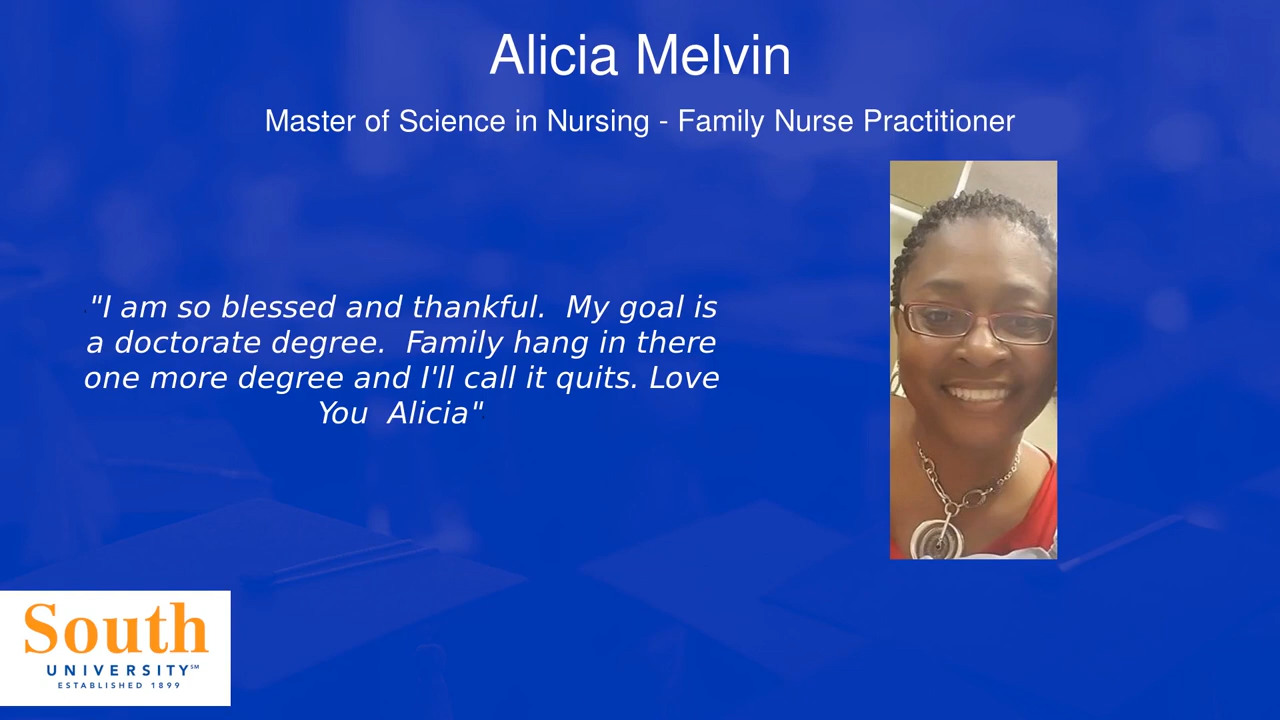 Alicia Melvin
Master of Science in Nursing - Family Nurse Practitioner
"I am so blessed and thankful.  My goal is
a doctorate degree.  Family hang in there
one more degree and I'll call it quits. Love
You  Alicia"
South
UNIVERSITY℠
ESTABLISHED 1899